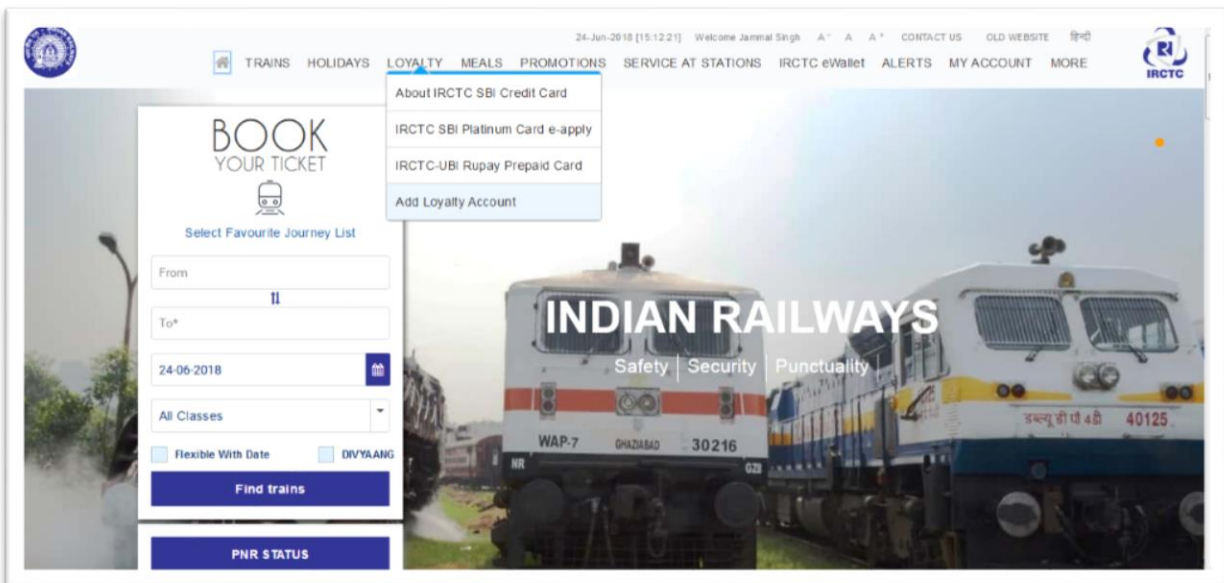 24-Jun-2018 [15:12:21] Welcome Jammal Singh A- A A+ CONTACT US OLD WEBSITE हिन्दी
TRAINS HOLIDAYS LOYALTY MEALS PROMOTIONS SERVICE AT STATIONS IRCTC eWallet ALERTS MY ACCOUNT MORE
IRCTC
About IRCTC SBI Credit Card
IRCTC SBI Platinum Card e-apply
IRCTC-UBI Rupay Prepaid Card
Add Loyalty Account
BOOK
YOUR TICKET
Select Favourite Journey List
From
To*
24-06-2018
All Classes
Flexible With Date DIVYAANG
Find trains
PNR STATUS
INDIAN RAILWAYS
Safety | Security | Punctuality
WAP-7 GHAZIABAD 30216
NR GZB
डब्ल्यू डी पी 4डी 40125